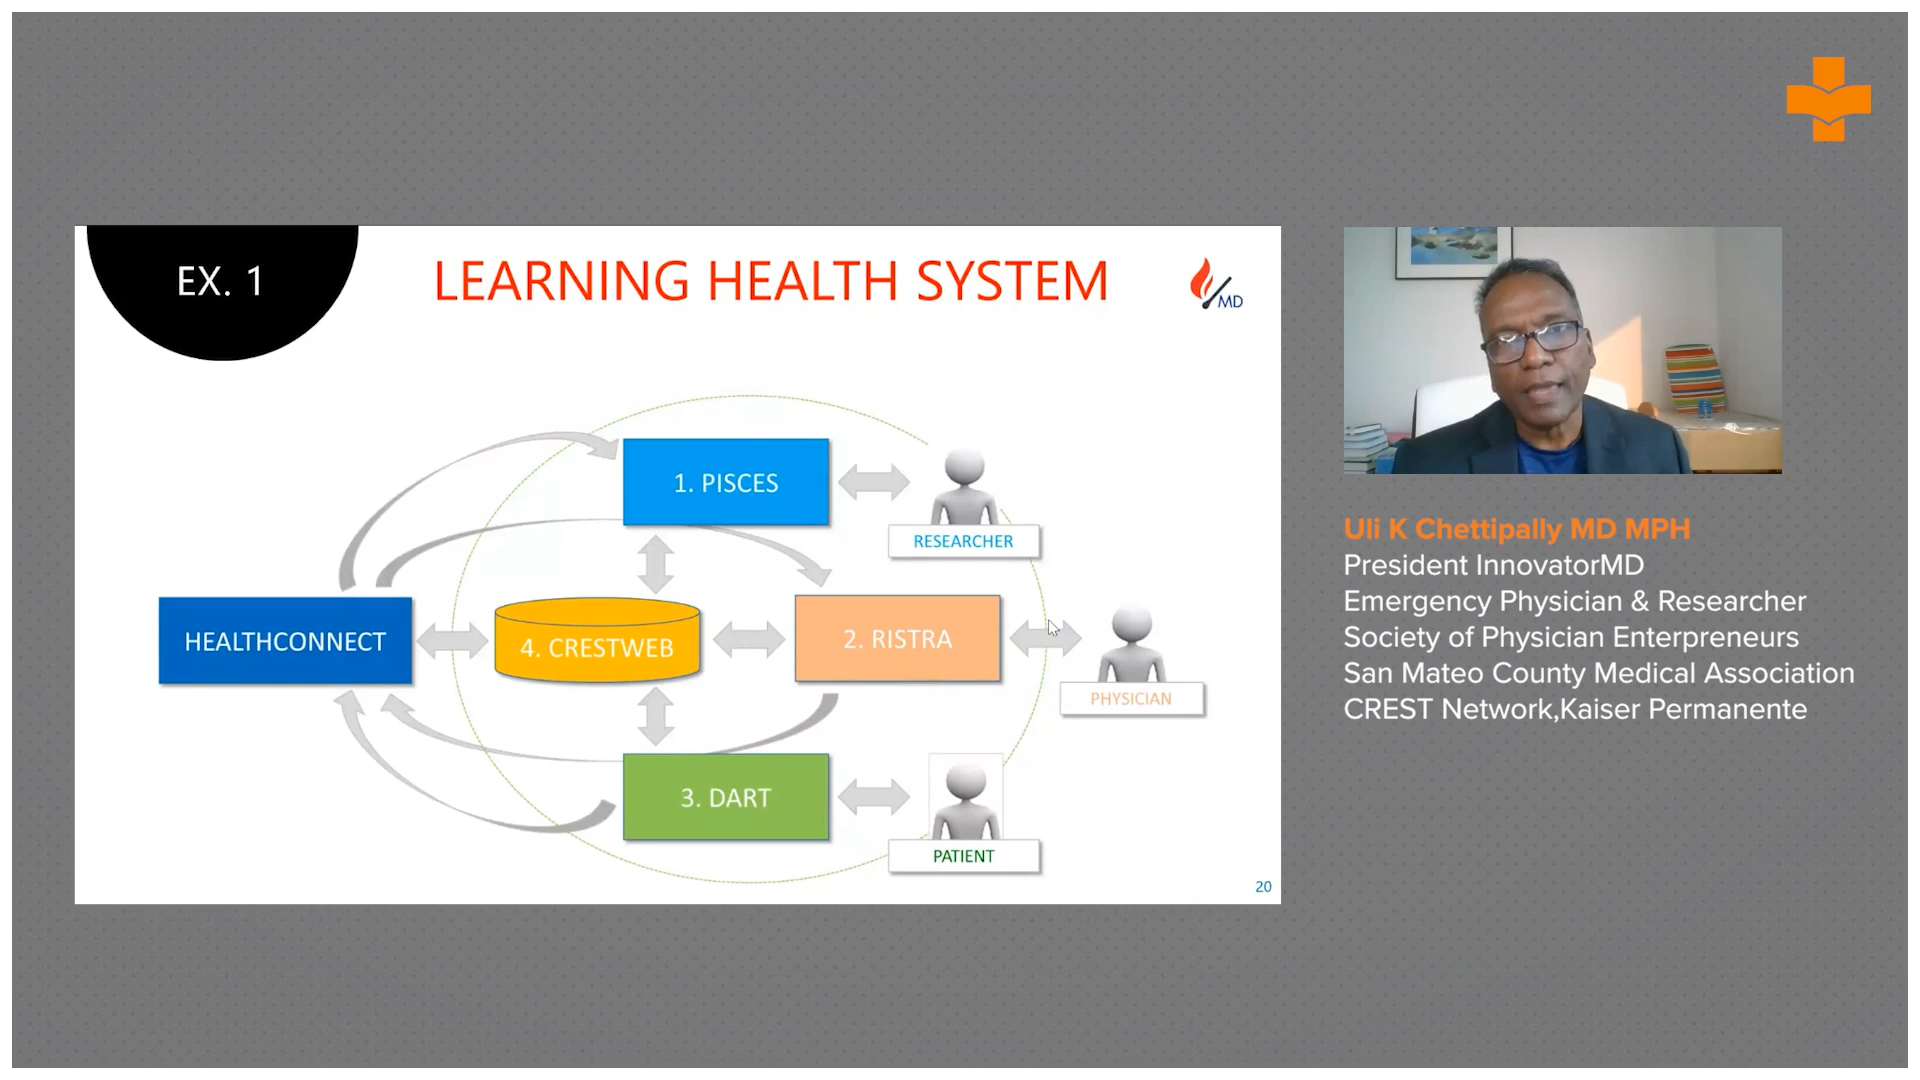 EX. 1
LEARNING HEALTH SYSTEM
MD
1. PISCES
RESEARCHER
HEALTHCONNECT
4. CRESTWEB
2. RISTRA
PHYSICIAN
3. DART
PATIENT
20
Uli K Chettipally MD MPH
President InnovatorMD
Emergency Physician & Researcher
Society of Physician Enterpreneurs
San Mateo County Medical Association
CREST Network,Kaiser Permanente